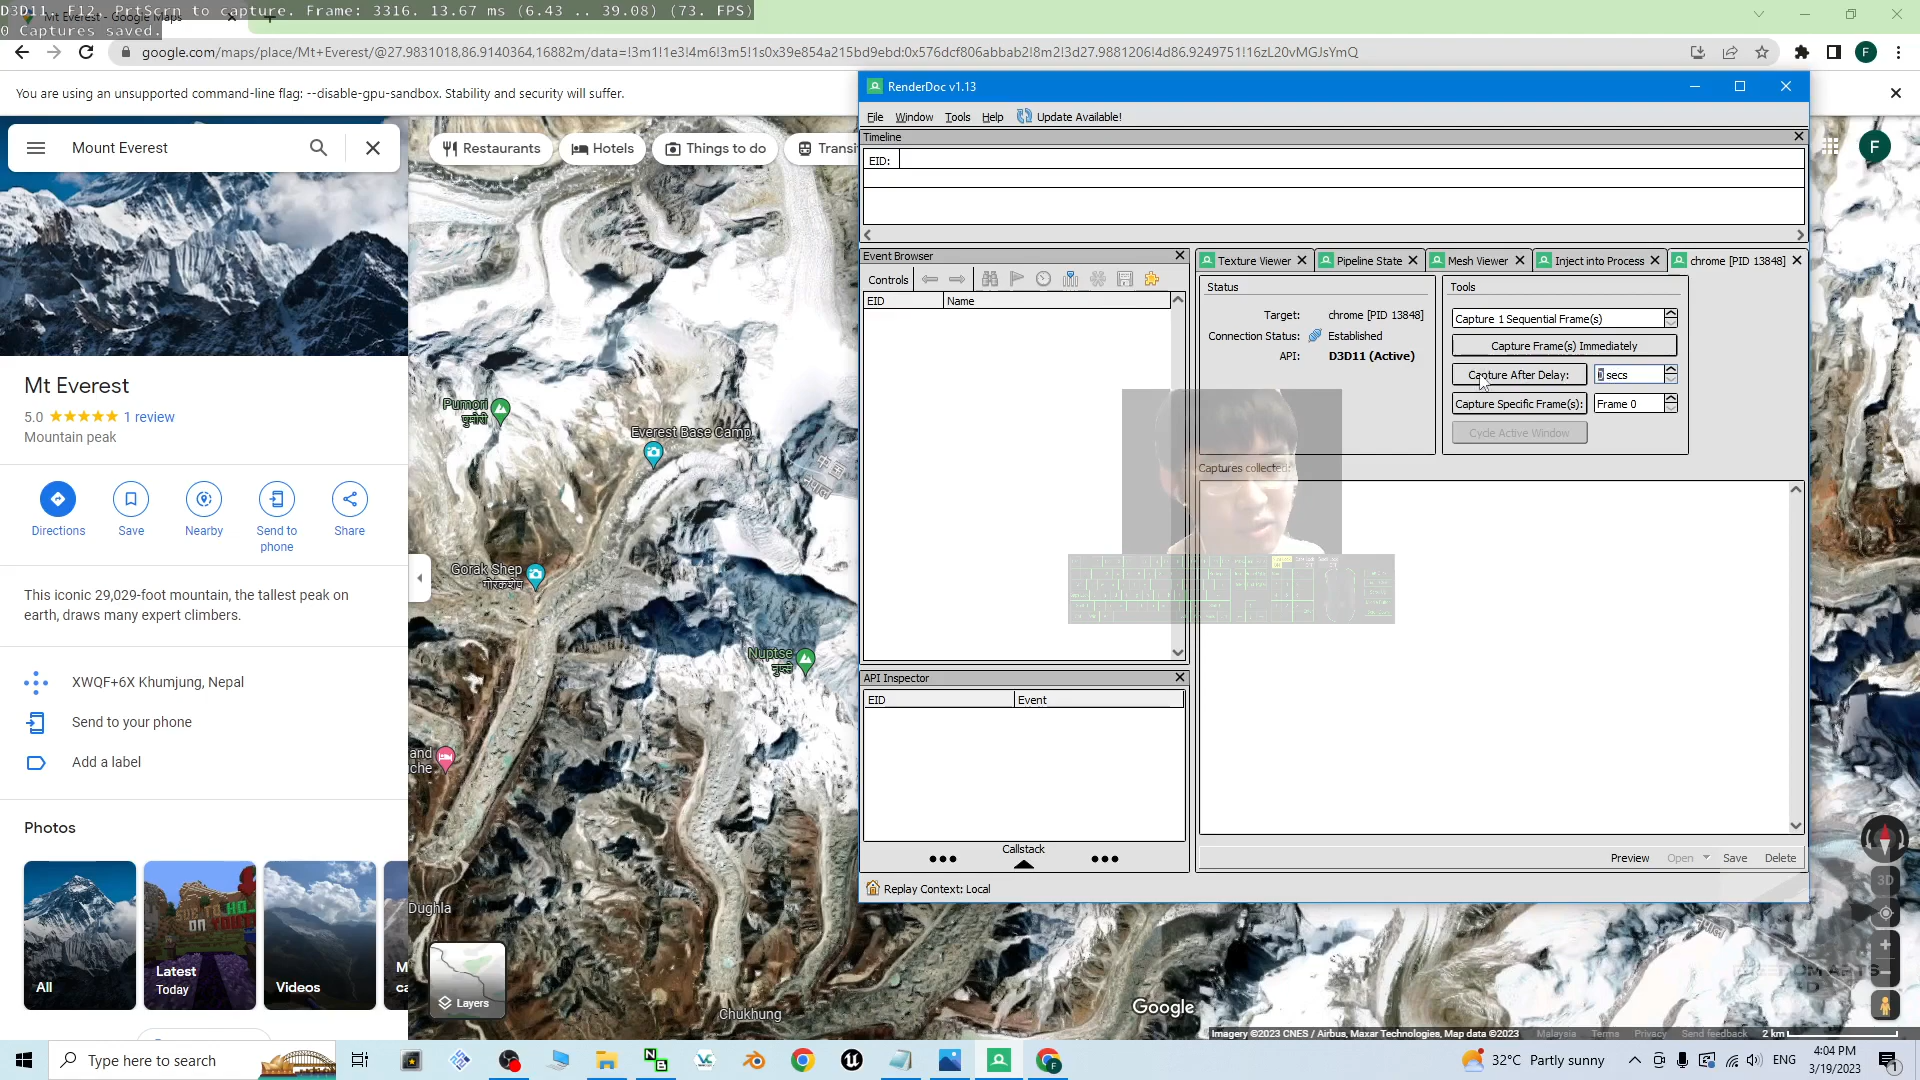 D3D11. F12, PrtScrn to capture. Frame: 3316. 13.67 ms (6.43 .. 39.08) (73. FPS)
0 Captures saved.
Mt Everest - Google Maps
google.com/maps/place/Mt+Everest/@27.9831018,86.9140364,16882m/data=!3m1!1e3!4m6!3m5!1s0x39e854a215bd9ebd:0x576dcf806abbab2!8m2!3d27.9881206!4d86.9249751!16zL20vMGJsYmQ
F
You are using an unsupported command-line flag: --disable-gpu-sandbox. Stability and security will suffer.
Mount Everest
Restaurants
Hotels
Things to do
Transit
F
RenderDoc v1.13
File Window Tools Help Update Available!
Timeline
EID:
Event Browser
Controls
EID Name
Texture Viewer
Pipeline State
Mesh Viewer
Inject into Process
chrome [PID 13848]
Status
Target: chrome [PID 13848]
Connection Status: Established
API: D3D11 (Active)
Tools
Capture 1 Sequential Frame(s)
Capture Frame(s) Immediately
Capture After Delay: secs
Capture Specific Frame(s): Frame 0
Cycle Active Window
Captures collected:
API Inspector
EID Event
Callstack
Preview Open Save Delete
Replay Context: Local
Mt Everest
5.0 1 review
Mountain peak
Directions
Save
Nearby
Send to
phone
Share
This iconic 29,029-foot mountain, the tallest peak on
earth, draws many expert climbers.
XWQF+6X Khumjung, Nepal
Send to your phone
Add a label
Photos
All
Latest
Today
Videos
Pumori
Everest Base Camp
Gorak Shep
गोरकशेप
Nuptse
and
che
Dughla
Chukhung
Layers
Google
3D
Imagery ©2023 CNES / Airbus, Maxar Technologies, Map data ©2023 Malaysia Terms Privacy Send feedback 2 km
Type here to search
32°C Partly sunny
ENG
4:04 PM
3/19/2023
1